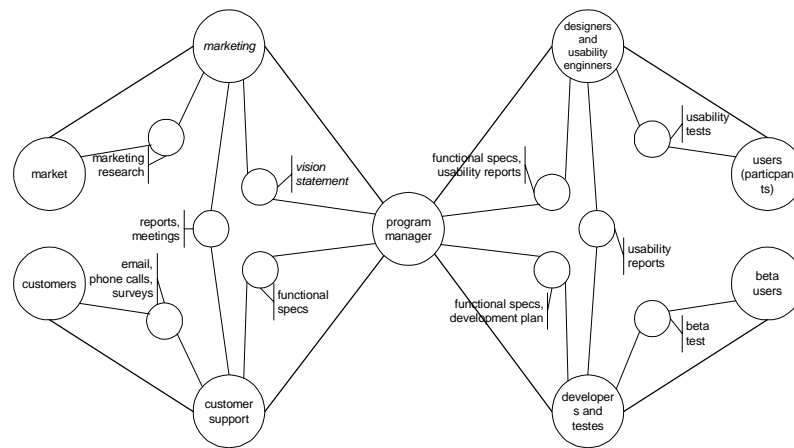 marketing
designers and
usability
enginners
market
marketing
research
vision
statement
functional specs,
usability reports
usability
tests
users
(particpan
ts)
reports,
meetings
program
manager
usability
reports
customers
email,
phone calls,
surveys
functional
specs
functional specs,
development plan
beta
test
beta
users
customer
support
developer
s and
testes